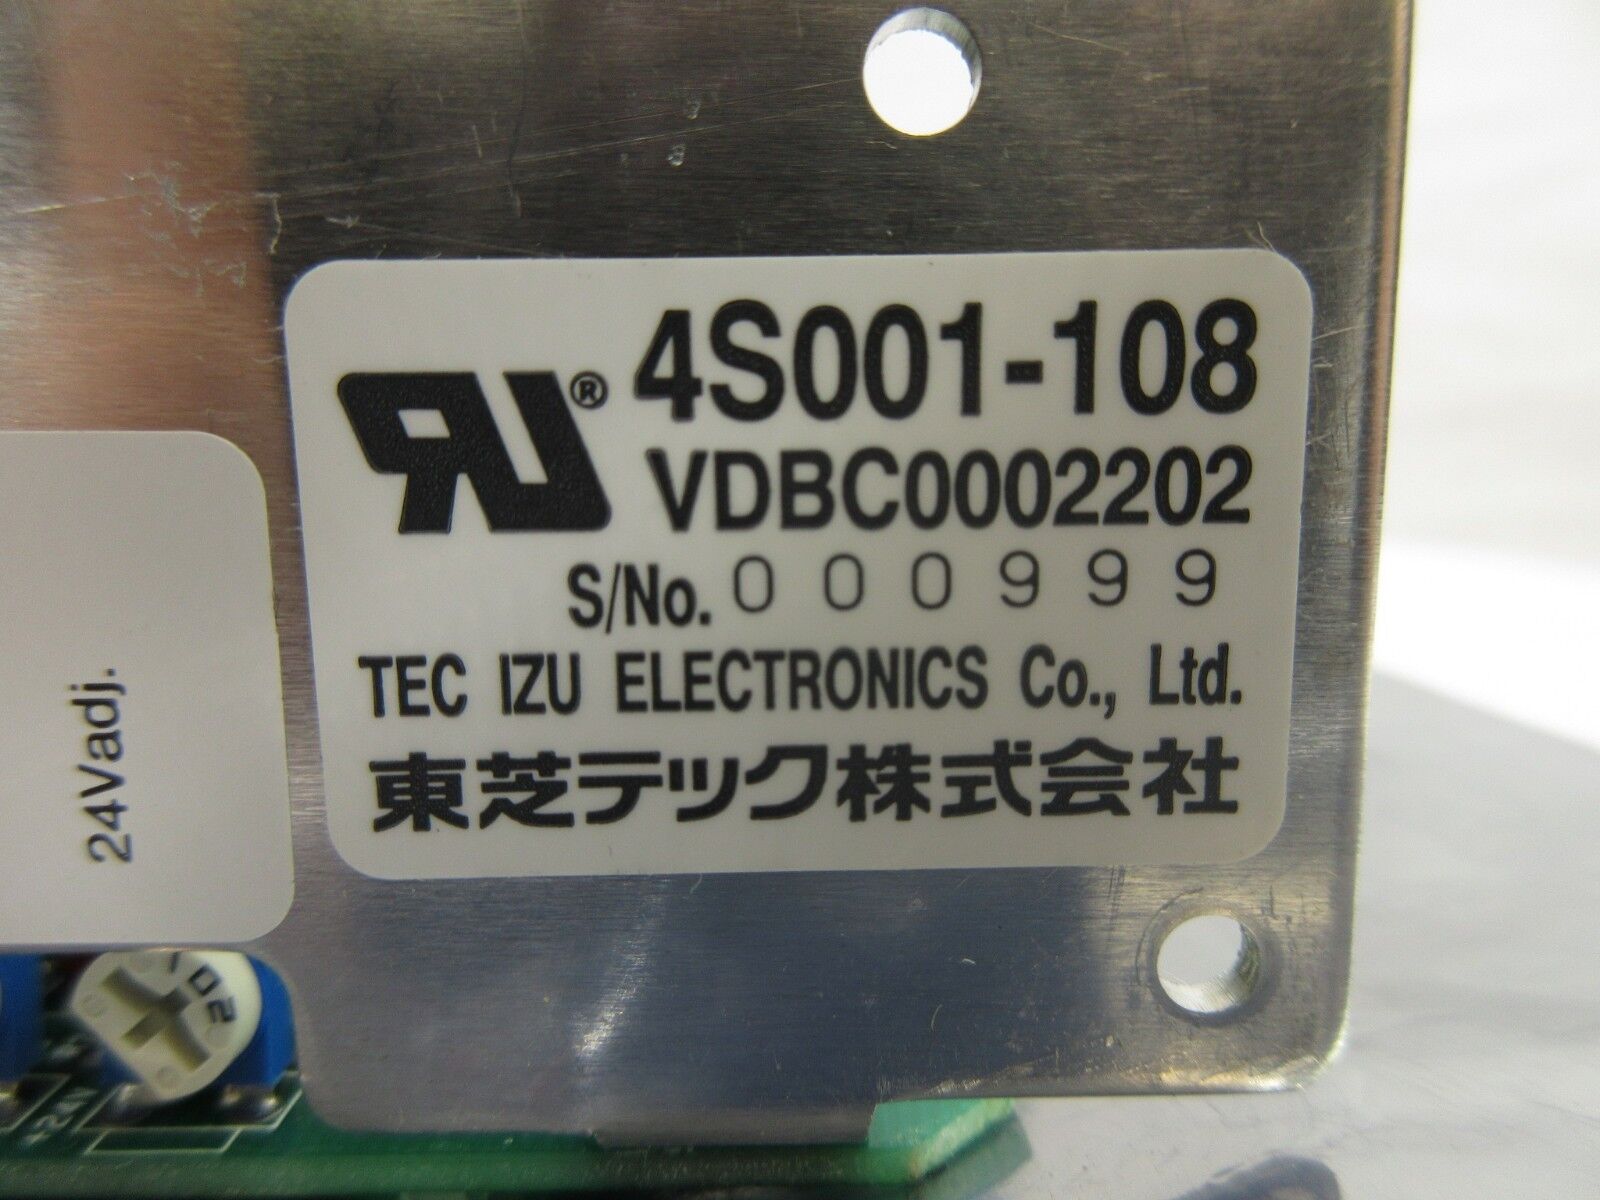 4S001-108
VDBC0002202
S/No. 000999
TEC IZU ELECTRONICS Co., Ltd.
東芝テック株式会社
24Vadj.
®
+24V